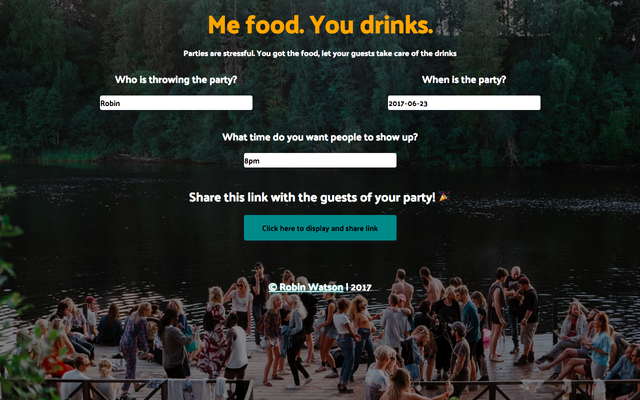 Me food. You drinks.
Parties are stressful. You got the food, let your guests take care of the drinks
Who is throwing the party?
When is the party?
Robin
2017-06-23
What time do you want people to show up?
8pm
Share this link with the guests of your party! 🎉
Click here to display and share link
© Robin Watson | 2017